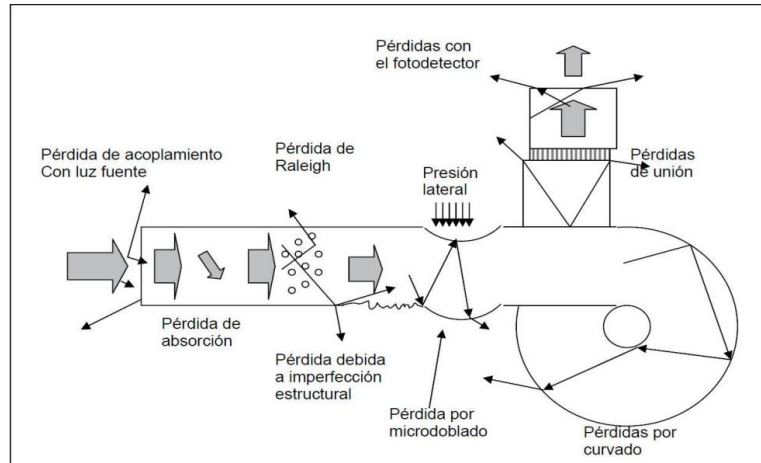 Pérdidas con
el fotodetector
Pérdida de acoplamiento
Con luz fuente
Pérdida de
Raleigh
Presión
lateral
Pérdidas
de unión
Pérdida de
absorción
Pérdida debida
a imperfección
estructural
Pérdida por
microdoblado
Pérdidas por
curvado